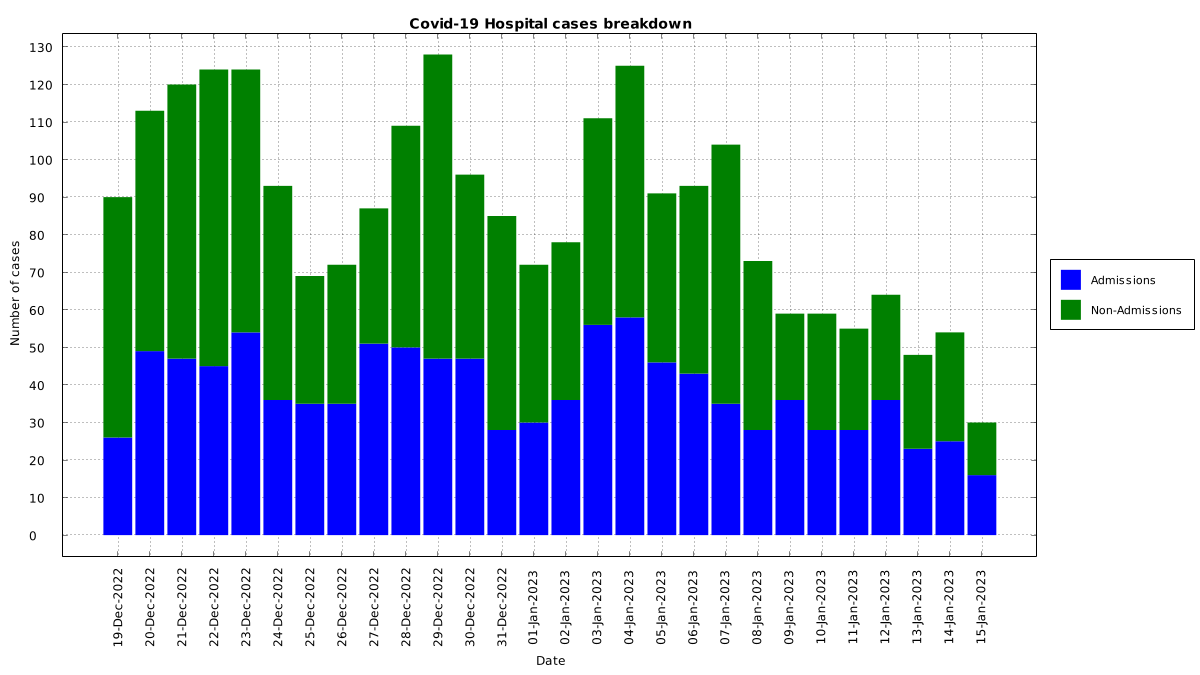 Covid-19 Hospital cases breakdown
130
120
110
100
90
80
70
60
50
40
30
20
10
0
Number of cases
19-Dec-2022
20-Dec-2022
21-Dec-2022
22-Dec-2022
23-Dec-2022
24-Dec-2022
25-Dec-2022
26-Dec-2022
27-Dec-2022
28-Dec-2022
29-Dec-2022
30-Dec-2022
31-Dec-2022
01-Jan-2023
02-Jan-2023
03-Jan-2023
04-Jan-2023
05-Jan-2023
06-Jan-2023
07-Jan-2023
08-Jan-2023
09-Jan-2023
10-Jan-2023
11-Jan-2023
12-Jan-2023
13-Jan-2023
14-Jan-2023
15-Jan-2023
Date
Admissions
Non-Admissions